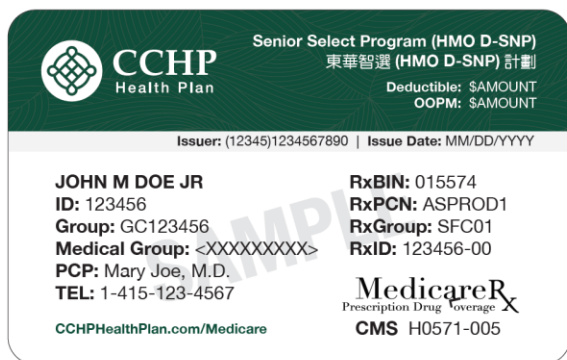 CCHP
Health Plan
Senior Select Program (HMO D-SNP)
東華智選 (HMO D-SNP) 計劃
Deductible: $AMOUNT
OOPM: $AMOUNT
Issuer: (12345)1234567890 | Issue Date: MM/DD/YYYY
JOHN M DOE JR
ID: 123456
Group: GC123456
Medical Group: <XXXXXXXXX>
PCP: Mary Joe, M.D.
TEL: 1-415-123-4567
CCHPHealthPlan.com/Medicare
RxBIN: 015574
RxPCN: ASPROD1
RxGroup: SFC01
RxID: 123456-00
MedicareRx
Prescription Drug Coverage
CMS H0571-005
SAMPLE